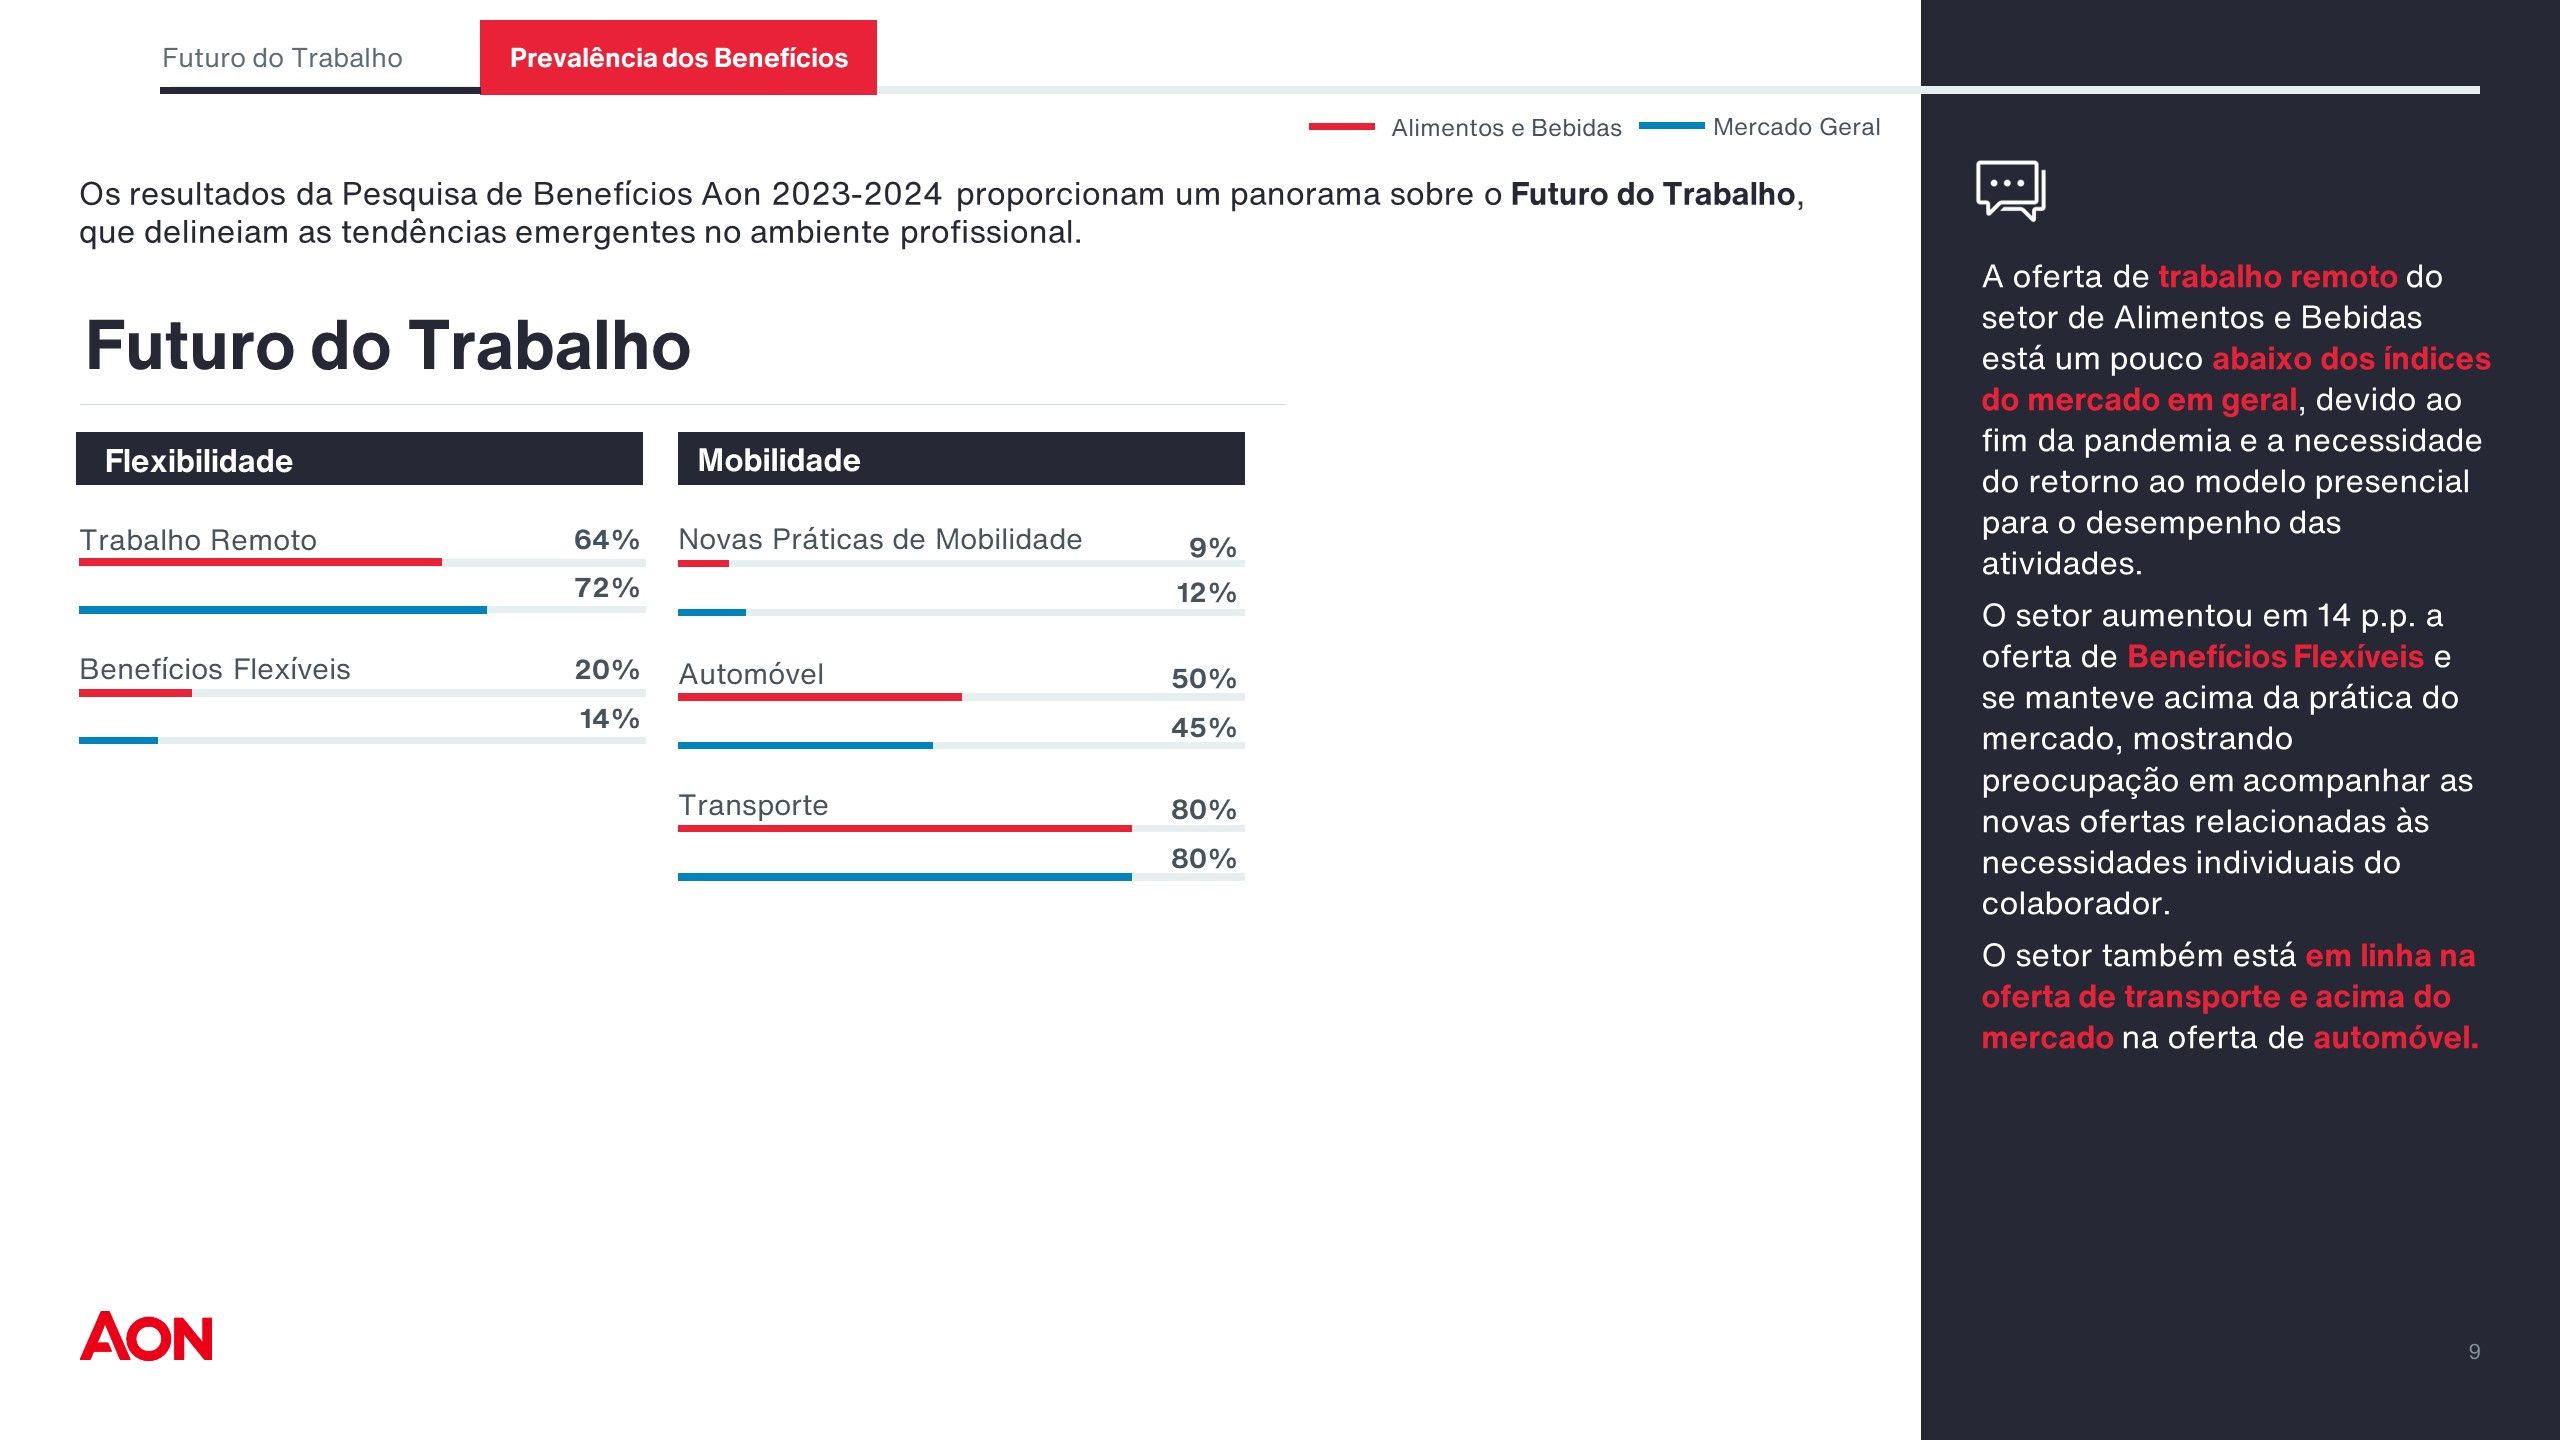 Futuro do Trabalho
Prevalência dos Benefícios
Alimentos e Bebidas
Mercado Geral
Os resultados da Pesquisa de Benefícios Aon 2023-2024 proporcionam um panorama sobre o Futuro do Trabalho,
que delineiam as tendências emergentes no ambiente profissional.
Futuro do Trabalho
Flexibilidade
Trabalho Remoto 64%
72%
Benefícios Flexíveis 20%
14%
Mobilidade
Novas Práticas de Mobilidade 9%
12%
Automóvel 50%
45%
Transporte 80%
80%
A oferta de trabalho remoto do
setor de Alimentos e Bebidas
está um pouco abaixo dos índices
do mercado em geral, devido ao
fim da pandemia e a necessidade
do retorno ao modelo presencial
para o desempenho das
atividades.
O setor aumentou em 14 p.p. a
oferta de Benefícios Flexíveis e
se manteve acima da prática do
mercado, mostrando
preocupação em acompanhar as
novas ofertas relacionadas às
necessidades individuais do
colaborador.
O setor também está em linha na
oferta de transporte e acima do
mercado na oferta de automóvel.
AON
9